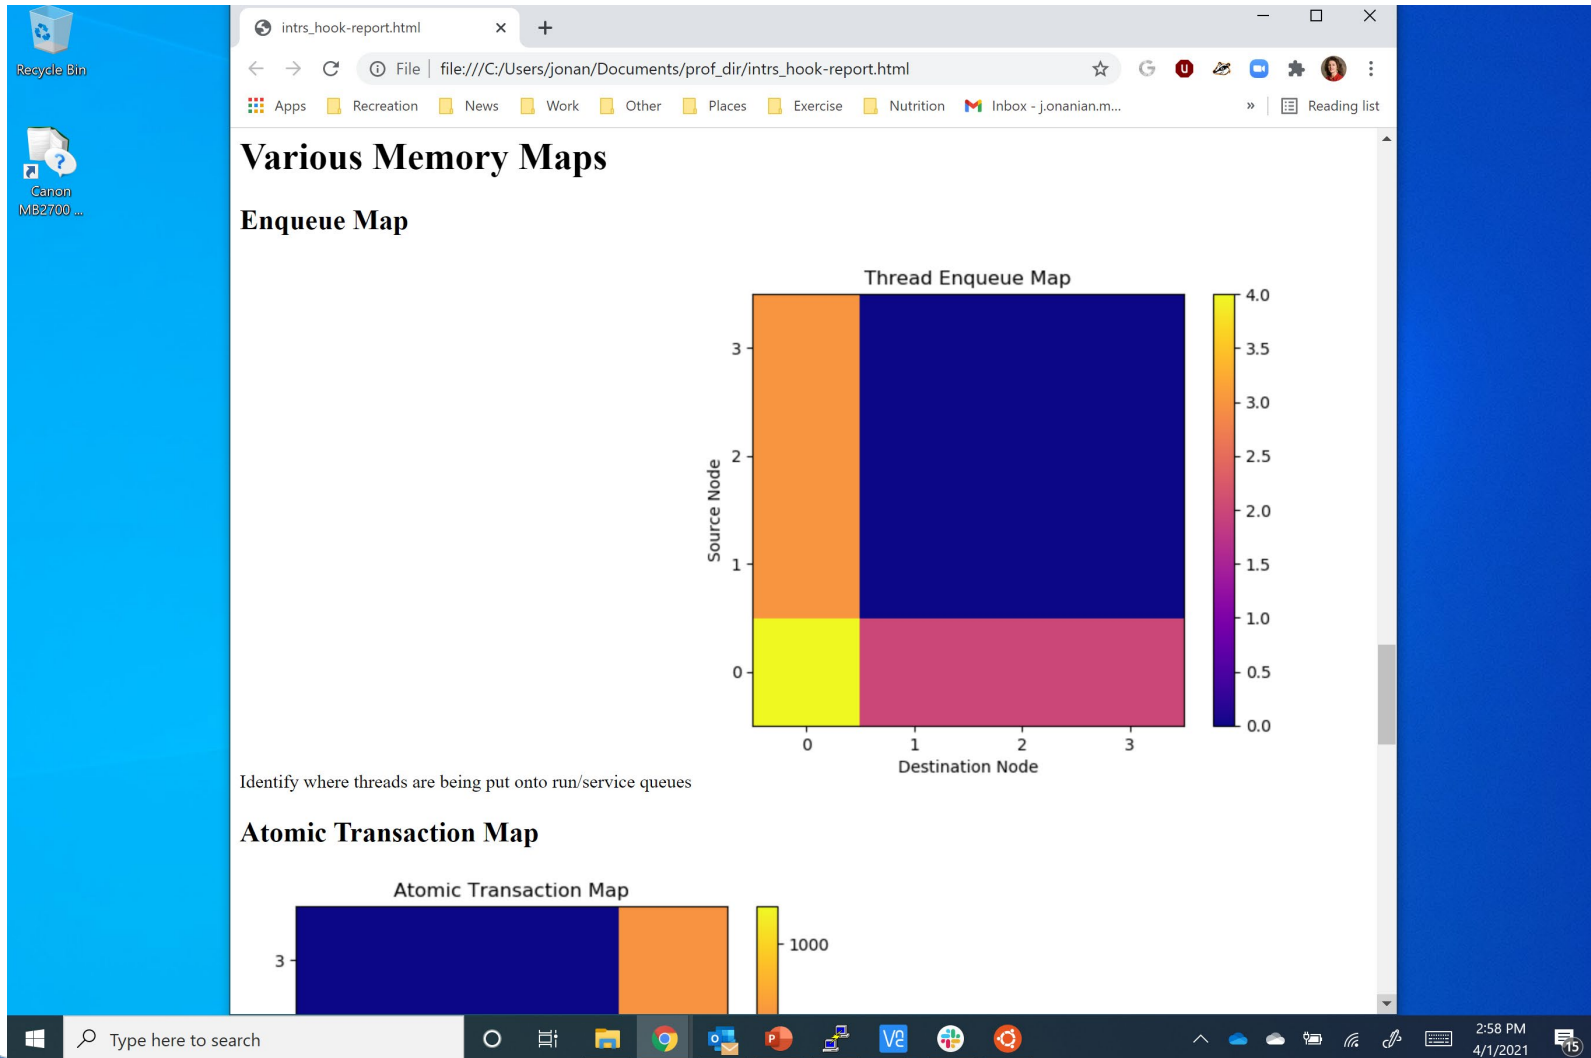 Recycle Bin
Canon
MB2700 ...
intrs_hook-report.html
File
file:///C:/Users/jonan/Documents/prof_dir/intrs_hook-report.html
Apps Recreation News Work Other Places Exercise Nutrition Inbox - j.onanian.m... » Reading list
Various Memory Maps
Enqueue Map
Thread Enqueue Map
3
2
1
0
Source Node
0 1 2 3
Destination Node
4.0
3.5
3.0
2.5
2.0
1.5
1.0
0.5
0.0
Identify where threads are being put onto run/service queues
Atomic Transaction Map
Atomic Transaction Map
3
1000
Type here to search
2:58 PM
4/1/2021
15